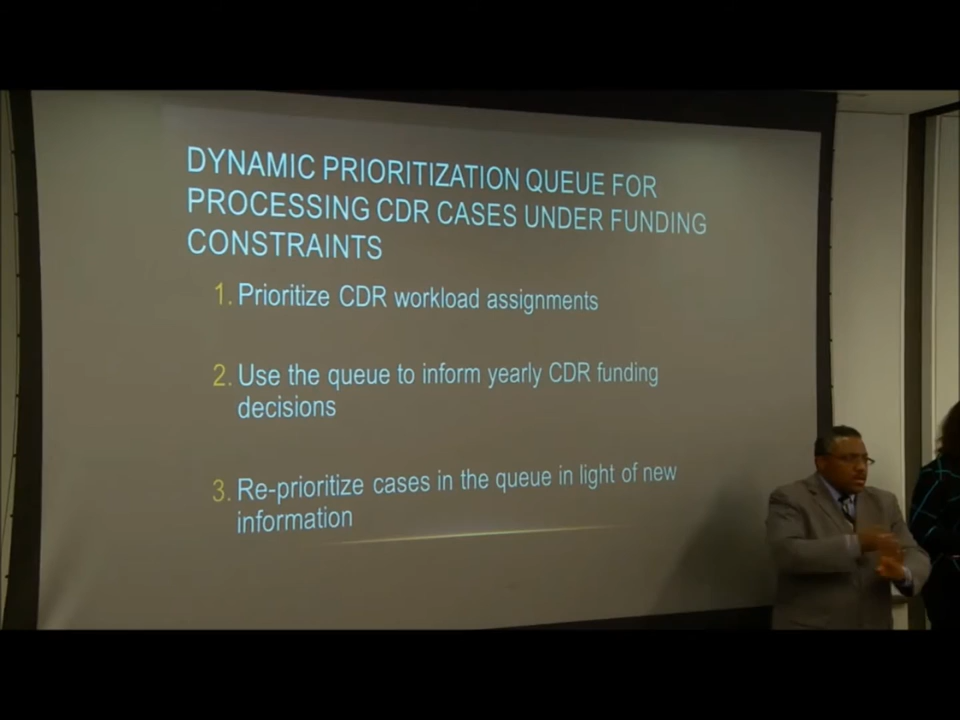 DYNAMIC PRIORITIZATION QUEUE FOR
PROCESSING CDR CASES UNDER FUNDING
CONSTRAINTS
1. Prioritize CDR workload assignments
2. Use the queue to inform yearly CDR funding
decisions
3. Re-prioritize cases in the queue in light of new
information